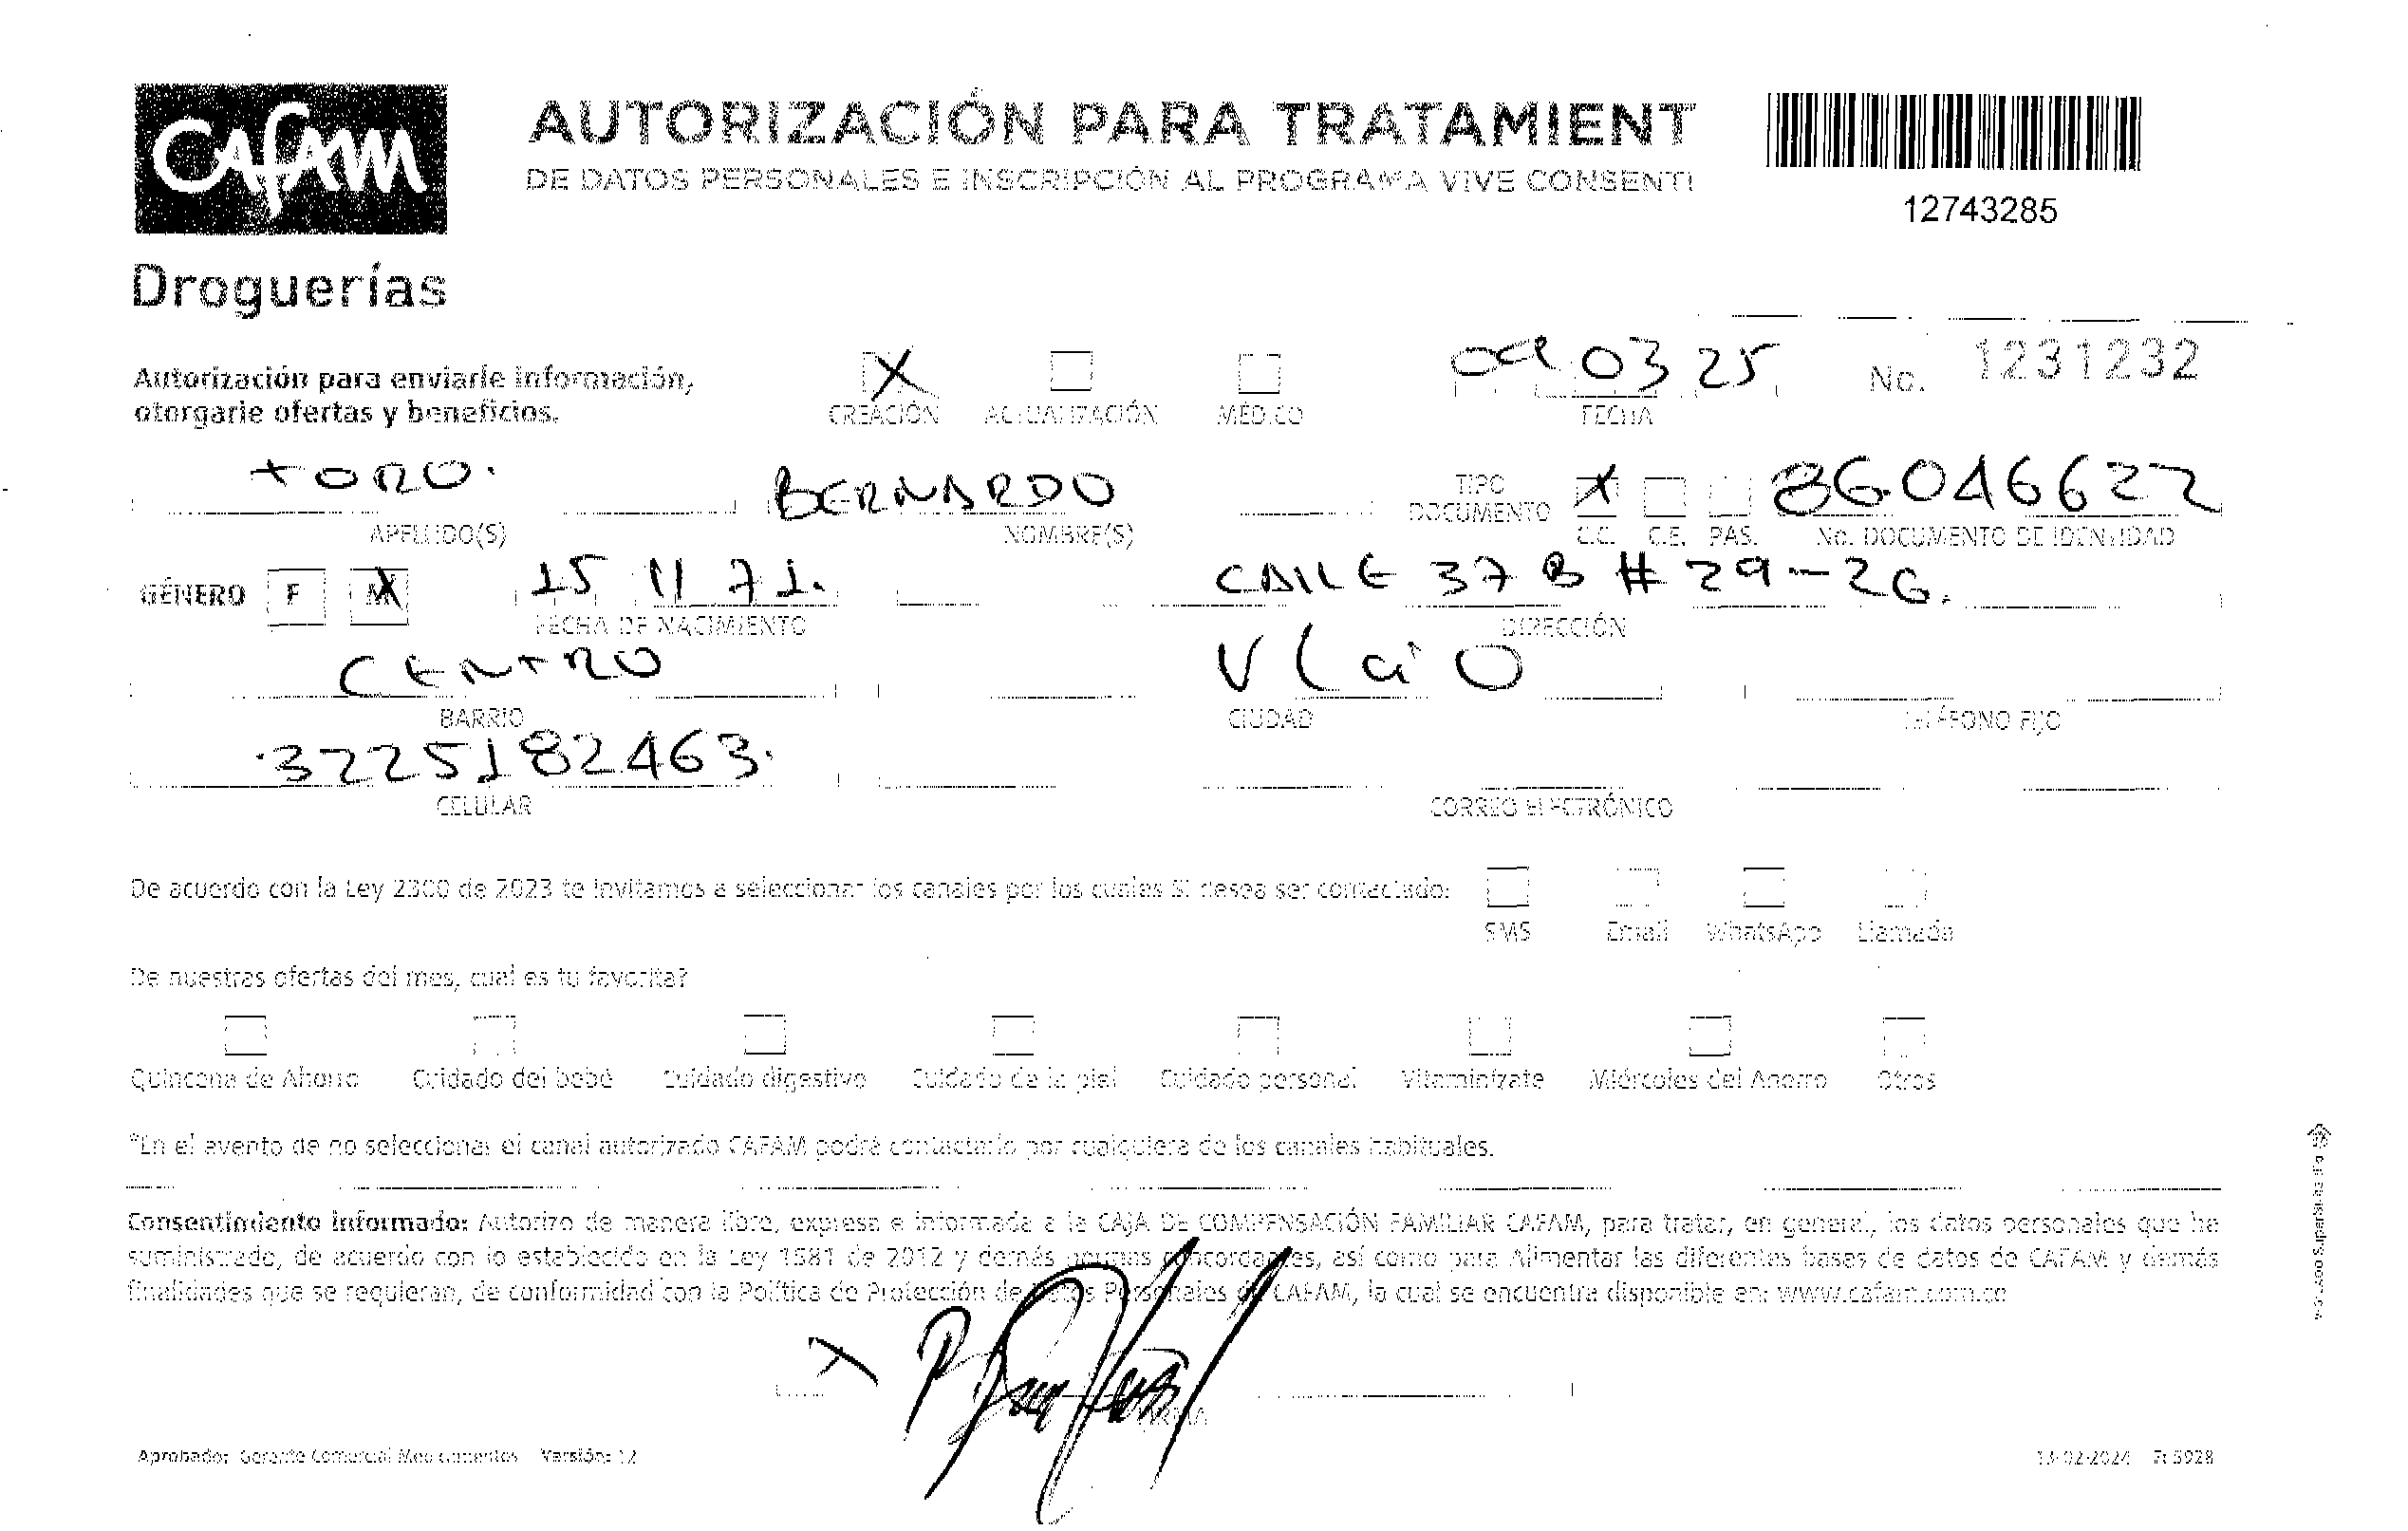 CAFAM
Droguerías
AUTORIZACIÓN PARA TRATAMIENT
DE DATOS PERSONALES E INSCRIPCIÓN AL PROGRAMA VIVE CONSENTI
12743285
Autorización para enviarle información,
otorgarle ofertas y beneficios.
X
CREACIÓN ACTUALIZACIÓN MÉDICO
09 03 25
FECHA
No. 1231232
TORO. BERNARDO
APELLIDO(S) NOMBRE(S)
TIPO
DOCUMENTO
X 86.046622
C.C. C.E. PAS. No. DOCUMENTO DE IDENTIDAD
GÉNERO F M X 15 11 71. CALLE 37 B # 29-26.
FECHA DE NACIMIENTO DIRECCIÓN
CENTRO
BARRIO CIUDAD TELÉFONO FIJO
3225182463.
CELULAR CORREO ELECTRÓNICO
De acuerdo con la Ley 2300 de 2023 te invitamos a seleccionar los canales por los cuales SI desea ser contactado:
SMS Email WhatsApp Llamada
De nuestras ofertas del mes, cual es tu favorita?
Quincena de Ahorro Cuidado del bebé Cuidado digestivo Cuidado de la piel Cuidado personal Vitaminízate Miércoles del Ahorro Otros
*En el evento de no seleccionar el canal autorizado CAFAM podrá contactarlo por cualquiera de los canales habituales.
Consentimiento informado: Autorizo de manera libre, expresa e informada a la CAJA DE COMPENSACIÓN FAMILIAR CAFAM, para tratar, en general, los datos personales que he
suministrado, de acuerdo con lo establecido en la Ley 1581 de 2012 y demás normas concordantes, así como para Alimentar las diferentes bases de datos de CAFAM y demás
finalidades que se requieran, de conformidad con la Política de Protección de Datos Personales de CAFAM, la cual se encuentra disponible en: www.cafam.com.co
X
FIRMA
Aprobado: Gerente Comercial Medicamentos Versión: 12
13-02-2024 F: 5928